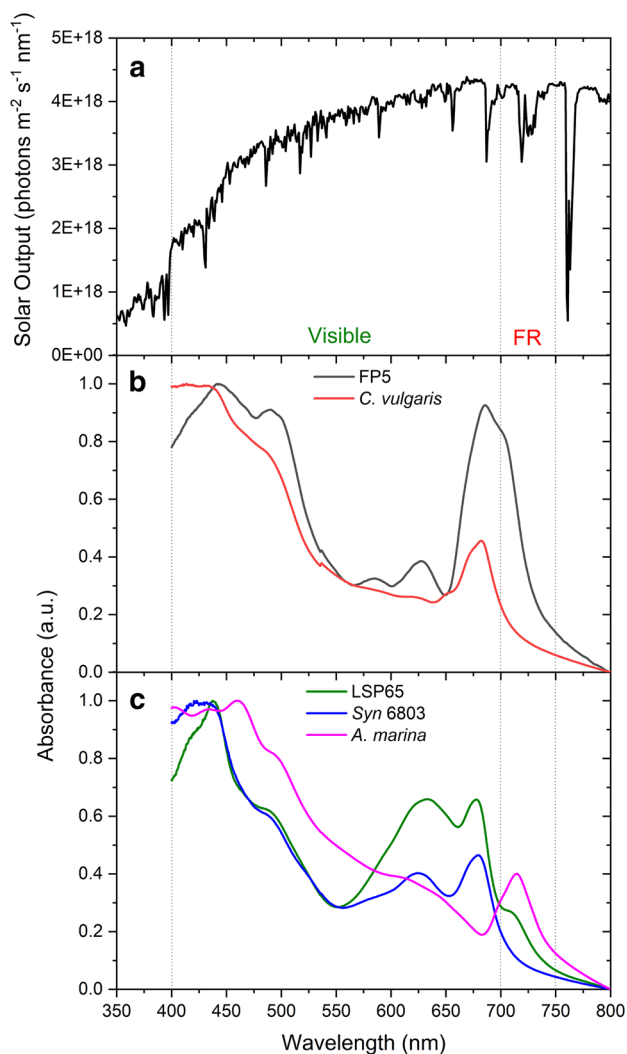 a
5E+18
4E+18
3E+18
2E+18
1E+18
0E+00
Solar Output (photons m⁻² s⁻¹ nm⁻¹)
Visible
FR
b
FP5
C. vulgaris
1.0
0.8
0.6
0.4
0.2
0.0
Absorbance (a.u.)
c
LSP65
Syn 6803
A. marina
1.0
0.8
0.6
0.4
0.2
0.0
350 400 450 500 550 600 650 700 750 800
Wavelength (nm)